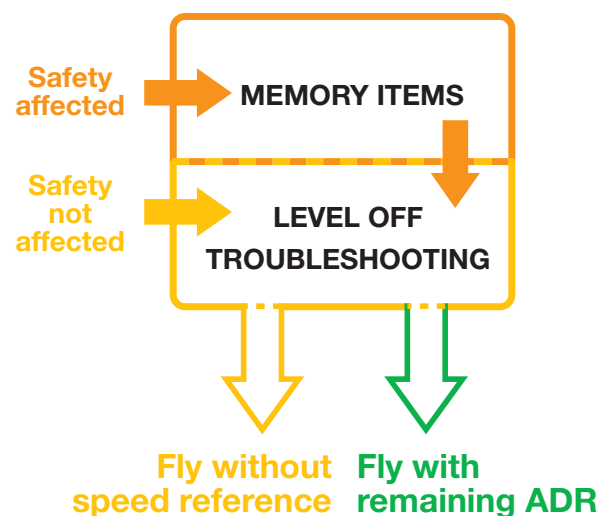 Safety
affected
MEMORY ITEMS
Safety
not
affected
LEVEL OFF
TROUBLESHOOTING
Fly without
speed reference
Fly with
remaining ADR